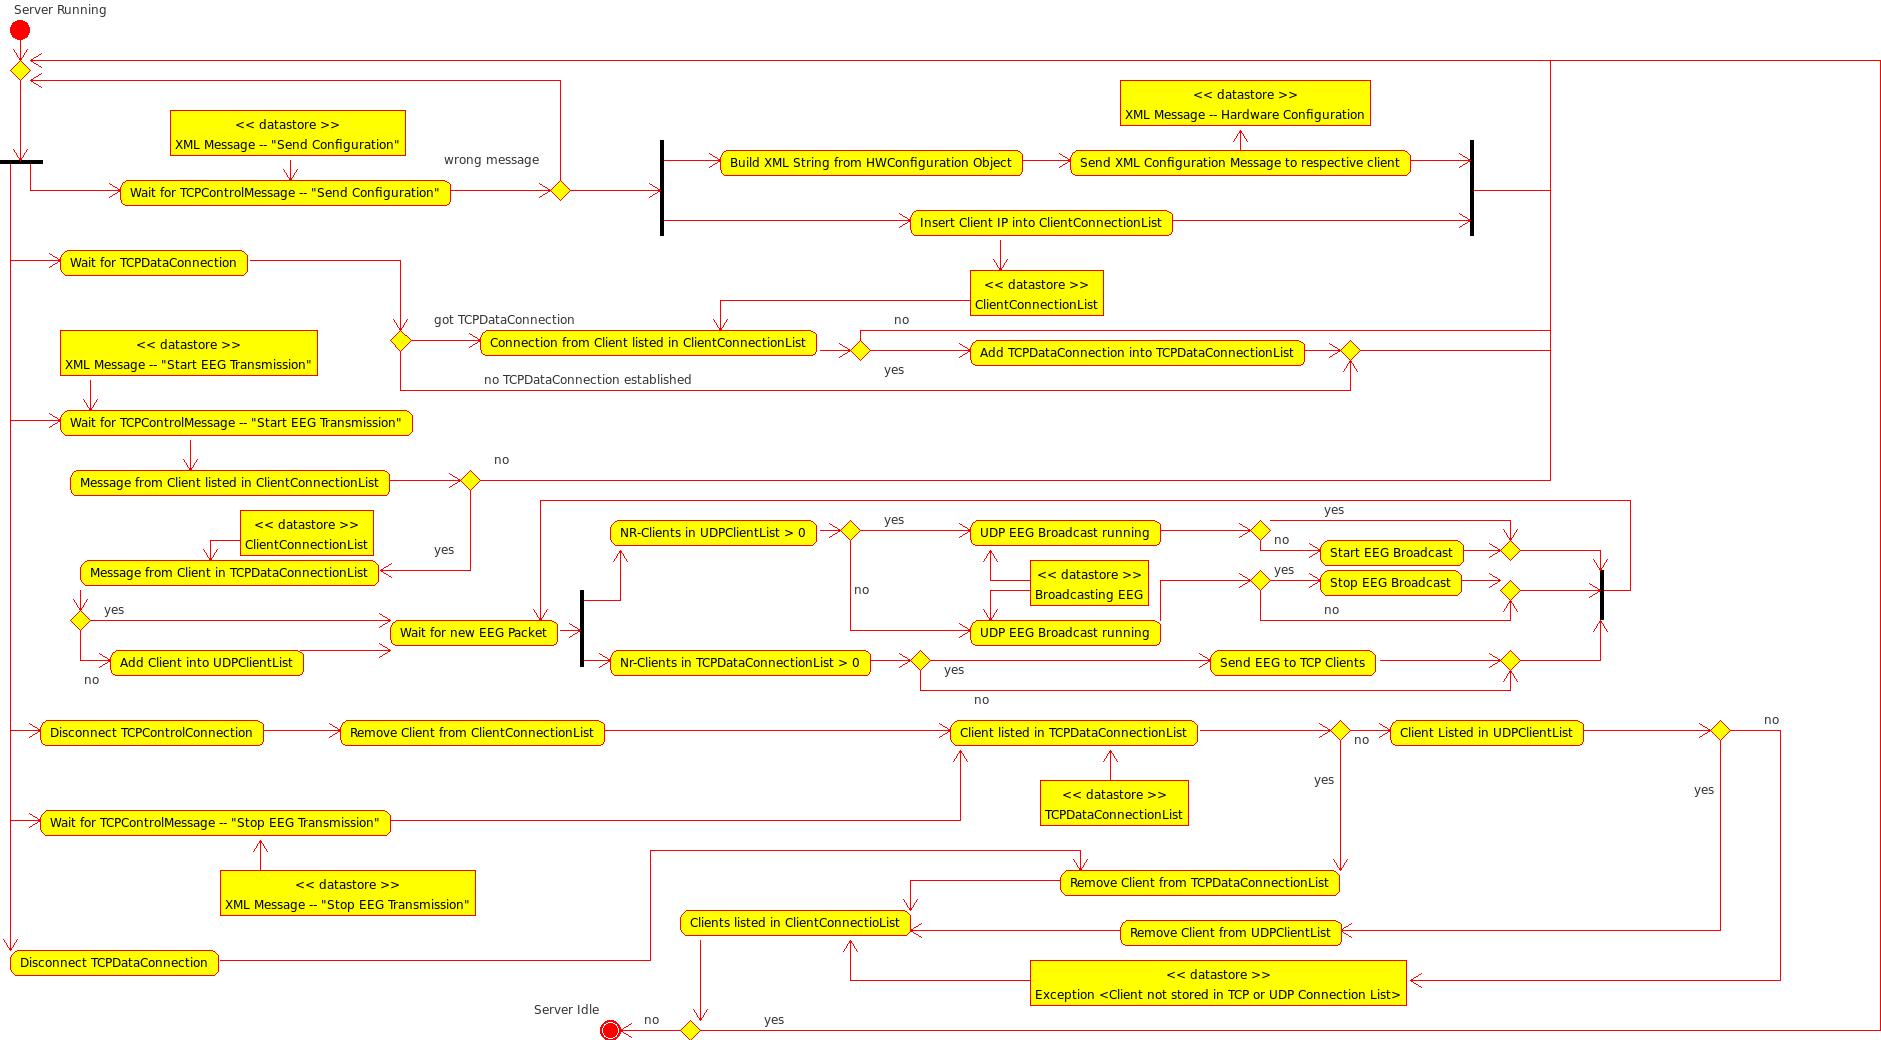 Server Running
<< datastore >>
XML Message -- Hardware Configuration
<< datastore >>
XML Message -- "Send Configuration"
wrong message
Build XML String from HWConfiguration Object
Send XML Configuration Message to respective client
Wait for TCPControlMessage -- "Send Configuration"
Insert Client IP into ClientConnectionList
Wait for TCPDataConnection
<< datastore >>
ClientConnectionList
got TCPDataConnection
no
<< datastore >>
XML Message -- "Start EEG Transmission"
Connection from Client listed in ClientConnectionList
Add TCPDataConnection into TCPDataConnectionList
yes
no TCPDataConnection established
Wait for TCPControlMessage -- "Start EEG Transmission"
no
Message from Client listed in ClientConnectionList
<< datastore >>
ClientConnectionList
yes
Message from Client in TCPDataConnectionList
NR-Clients in UDPClientList > 0
yes
UDP EEG Broadcast running
yes
no
Start EEG Broadcast
<< datastore >>
Broadcasting EEG
yes
Stop EEG Broadcast
no
no
yes
Wait for new EEG Packet
UDP EEG Broadcast running
Add Client into UDPClientList
no
Nr-Clients in TCPDataConnectionList > 0
yes
Send EEG to TCP Clients
no
Disconnect TCPControlConnection
Remove Client from ClientConnectionList
Client listed in TCPDataConnectionList
no
Client Listed in UDPClientList
no
yes
yes
<< datastore >>
TCPDataConnectionList
Wait for TCPControlMessage -- "Stop EEG Transmission"
<< datastore >>
XML Message -- "Stop EEG Transmission"
Remove Client from TCPDataConnectionList
Clients listed in ClientConnectioList
Remove Client from UDPClientList
Disconnect TCPDataConnection
<< datastore >>
Exception <Client not stored in TCP or UDP Connection List>
Server Idle
no
yes